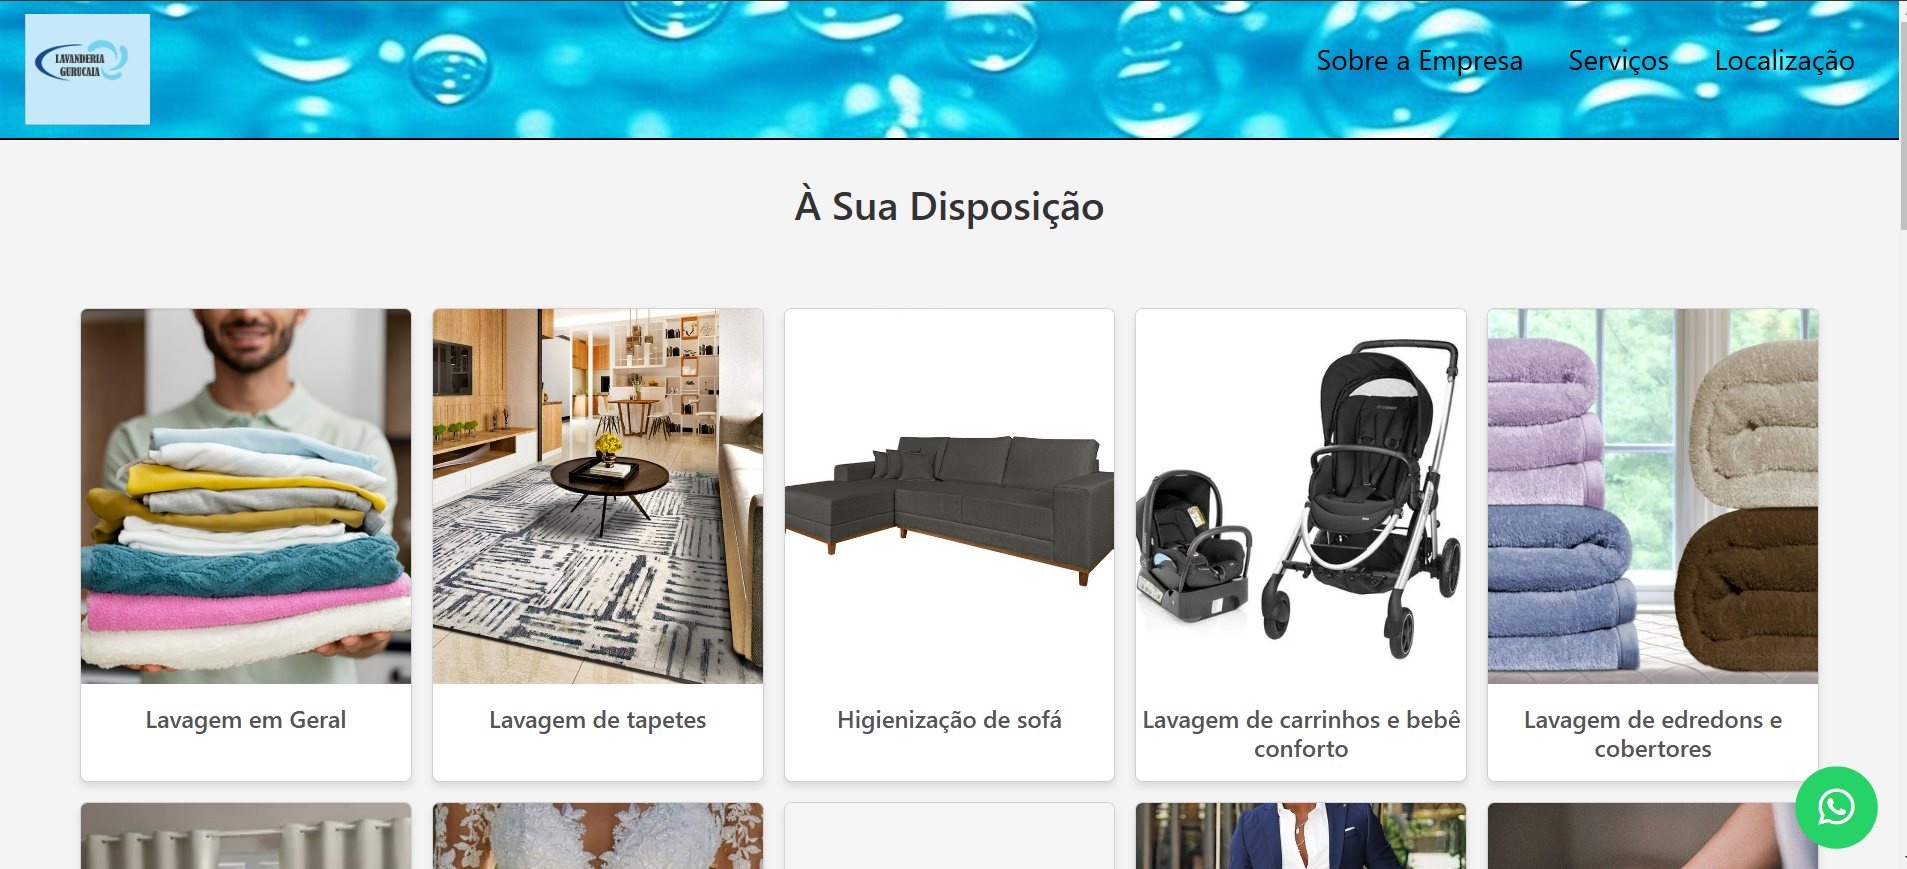 LAVANDERIA
GURUCAIA
Sobre a Empresa
Serviços
Localização
À Sua Disposição
Lavagem em Geral
Lavagem de tapetes
Higienização de sofá
Lavagem de carrinhos e bebê
conforto
Lavagem de edredons e
cobertores